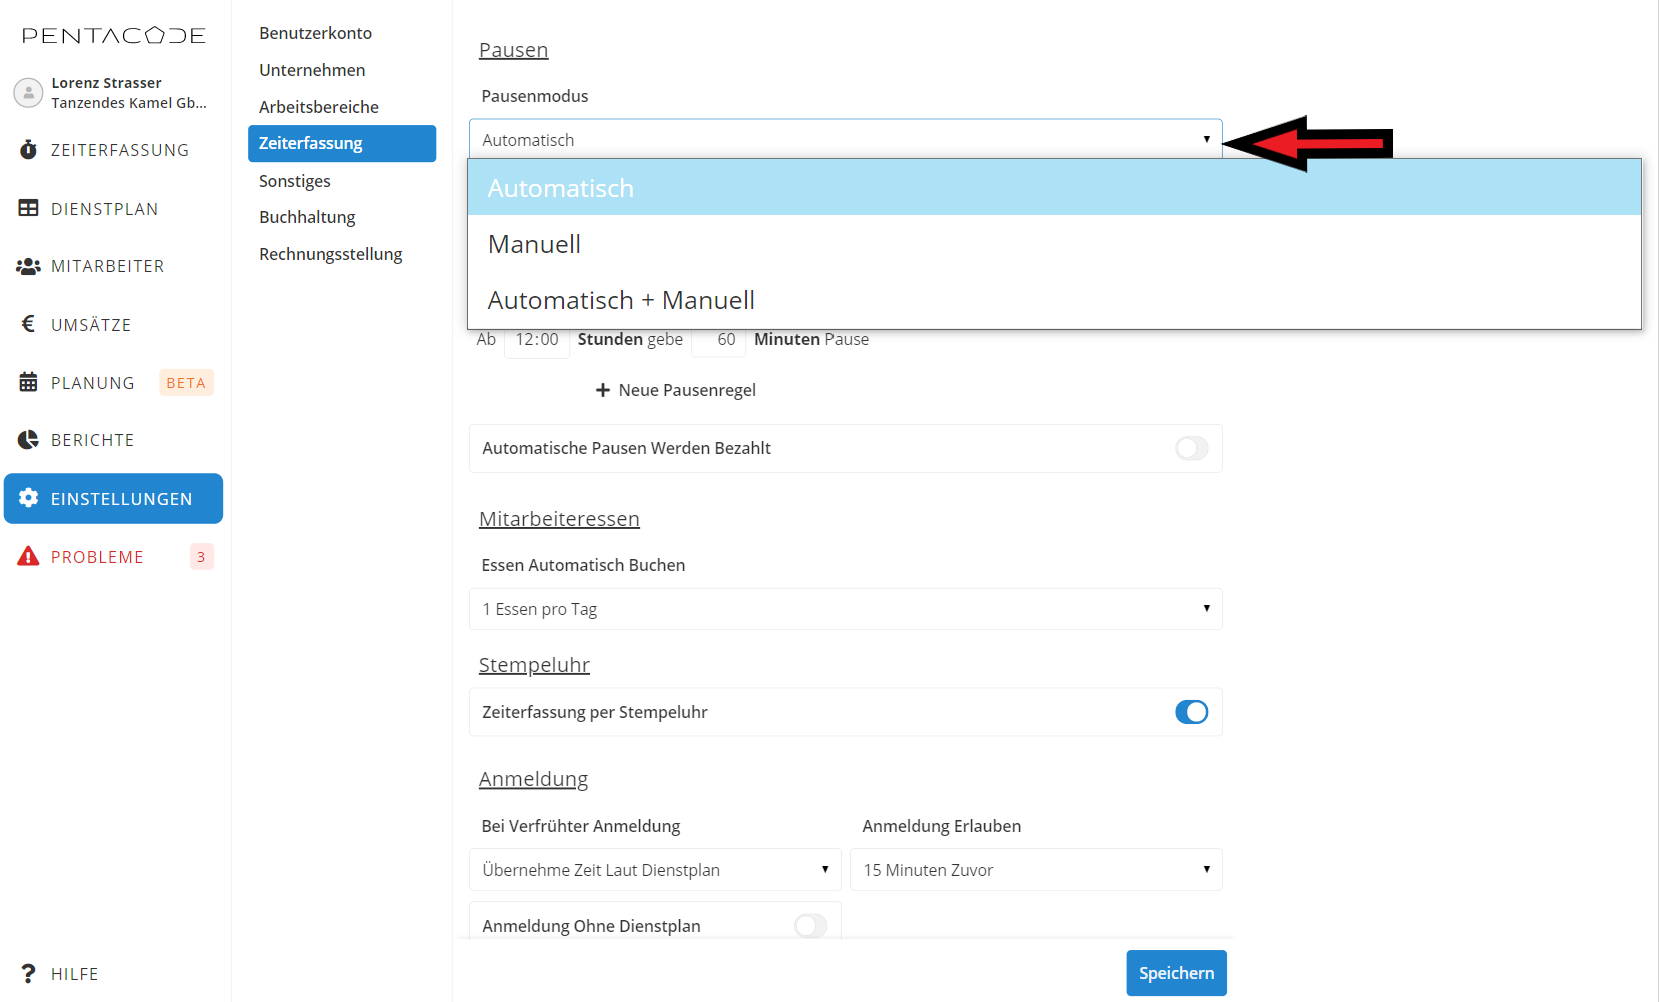 PENTACODE
Lorenz Strasser
Tanzendes Kamel Gb...
ZEITERFASSUNG
DIENSTPLAN
MITARBEITER
UMSÄTZE
PLANUNG BETA
BERICHTE
EINSTELLUNGEN
PROBLEME 3
HILFE
Benutzerkonto
Unternehmen
Arbeitsbereiche
Zeiterfassung
Sonstiges
Buchhaltung
Rechnungsstellung
Pausen
Pausenmodus
Automatisch
Automatisch
Manuell
Automatisch + Manuell
Ab 12:00 Stunden gebe 60 Minuten Pause
+ Neue Pausenregel
Automatische Pausen Werden Bezahlt
Mitarbeiteressen
Essen Automatisch Buchen
1 Essen pro Tag
Stempeluhr
Zeiterfassung per Stempeluhr
Anmeldung
Bei Verfrühter Anmeldung
Übernehme Zeit Laut Dienstplan
Anmeldung Erlauben
15 Minuten Zuvor
Anmeldung Ohne Dienstplan
Speichern